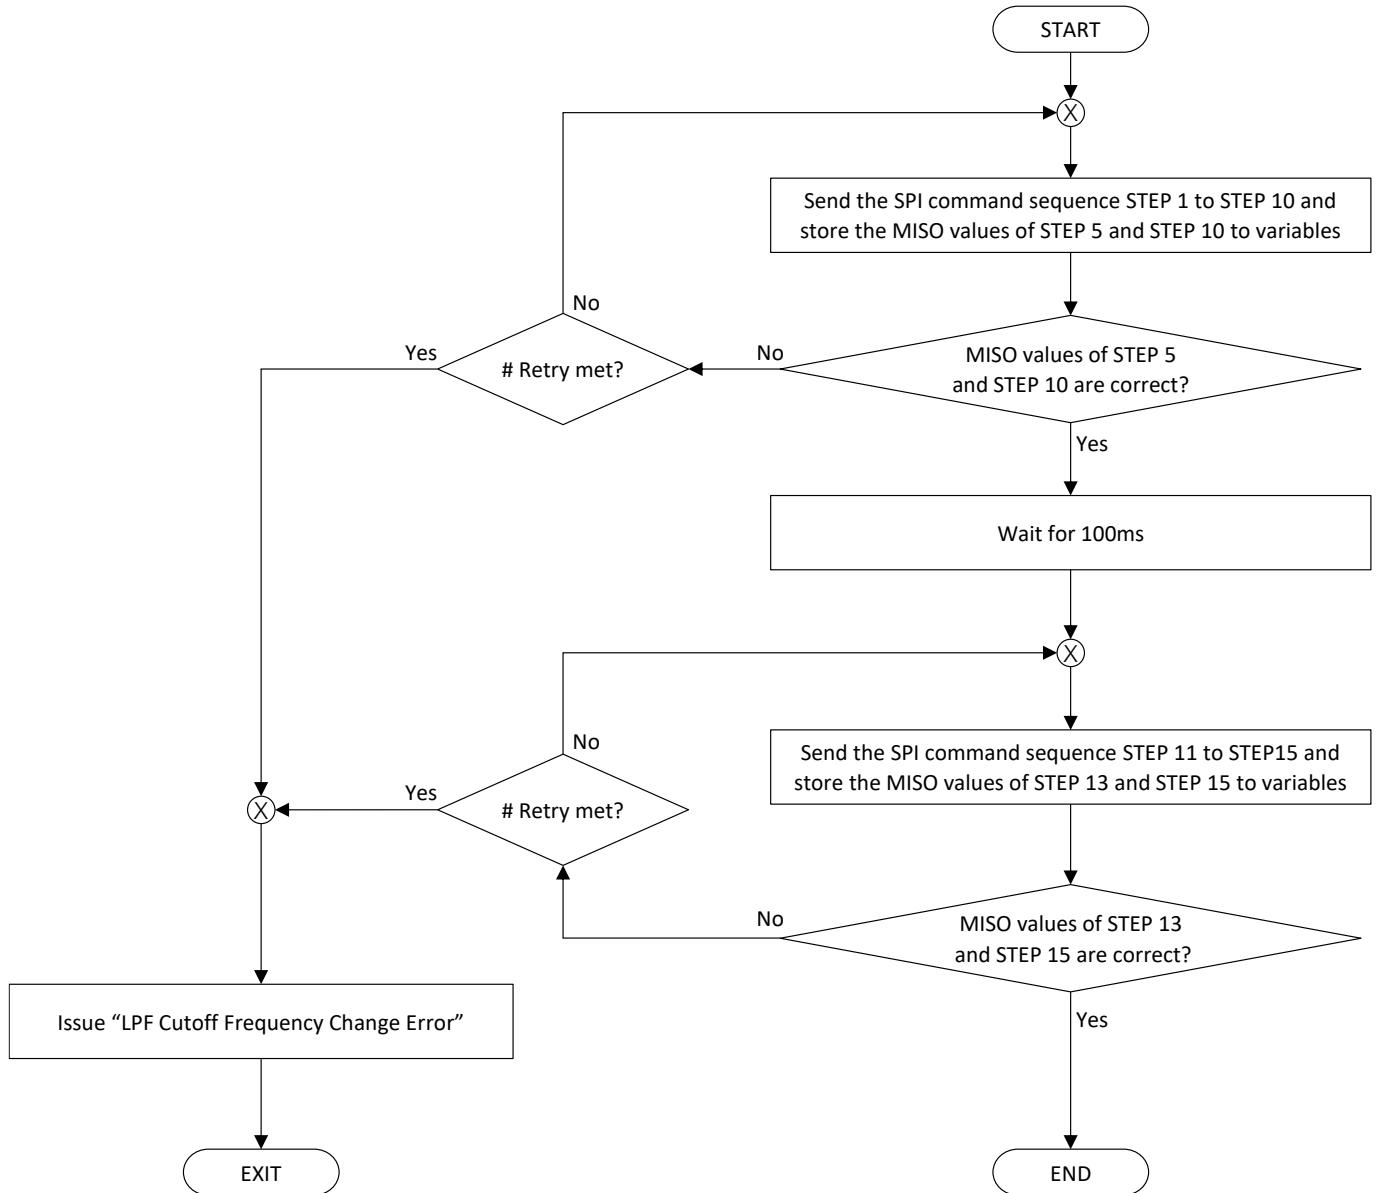 START
X
Send the SPI command sequence STEP 1 to STEP 10 and
store the MISO values of STEP 5 and STEP 10 to variables
No
Yes
# Retry met?
No
MISO values of STEP 5
and STEP 10 are correct?
Yes
Wait for 100ms
X
No
Send the SPI command sequence STEP 11 to STEP15 and
store the MISO values of STEP 13 and STEP 15 to variables
X
Yes
# Retry met?
No
MISO values of STEP 13
and STEP 15 are correct?
Issue “LPF Cutoff Frequency Change Error”
Yes
EXIT
END